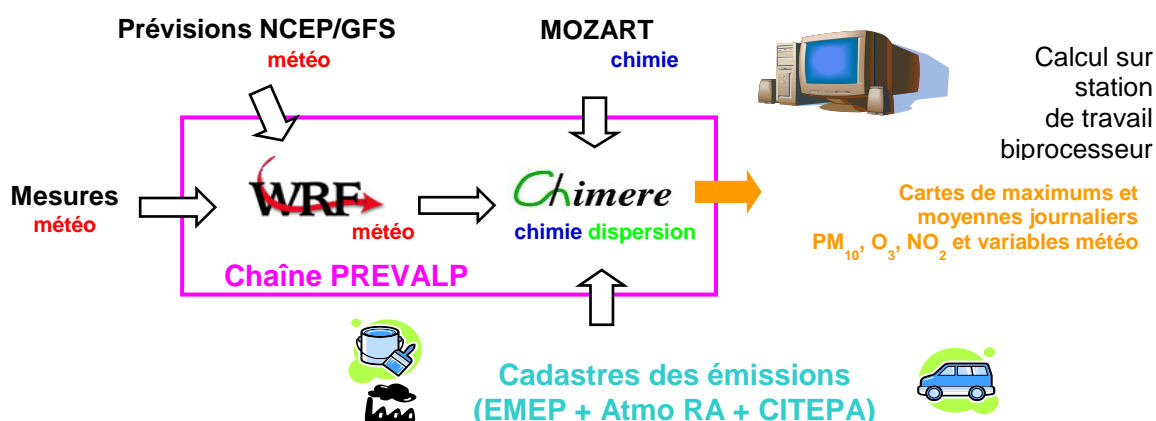 Prévisions NCEP/GFS
météo
MOZART
chimie
Calcul sur
station
de travail
biprocesseur
Mesures
météo
WRF
météo
Chimere
chimie dispersion
Cartes de maximums et
moyennes journaliers
PM10, O3, NO2 et variables météo
Chaîne PREVALP
Cadastres des émissions
(EMEP + Atmo RA + CITEPA)